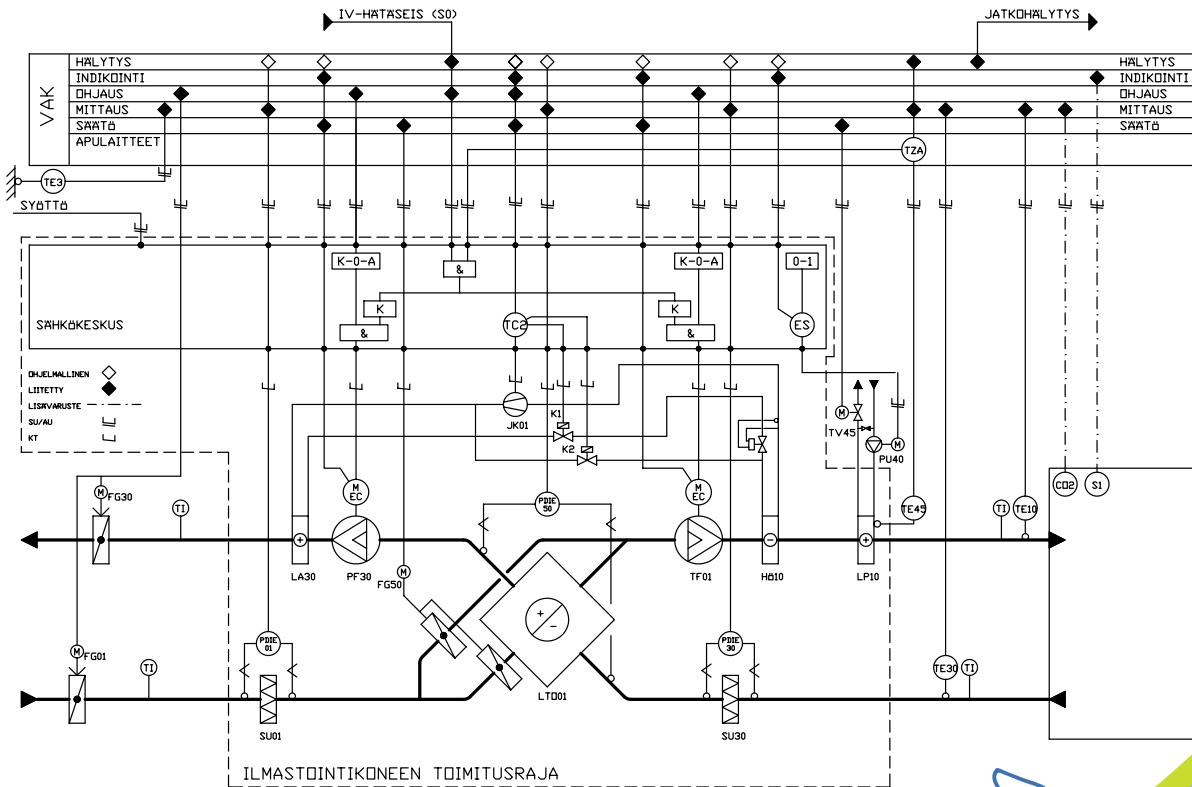 IV-HÄTÄSEIS (S0)
JATKOHÄLYTYS
VAK
HÄLYTYS
HÄLYTYS
INDIKOINTI
INDIKOINTI
OHJAUS
OHJAUS
MITTAUS
MITTAUS
SÄÄTÖ
SÄÄTÖ
APULAITTEET
TZA
TE3
SYÖTTÖ
K-O-A
&
K-O-A
0-1
K
K
SÄHKÖKESKUS
&
TC2
&
ES
OHJELMALLINEN
LIITETTY
LISÄVARUSTE
SU/AU
KT
JK01
K1
K2
M
TV45
M
PU40
M
FG30
TI
M
EC
PDIE
50
M
EC
TE45
CO2
S1
TI
TE10
+
-
+
LA30
PF30
M
FG50
TF01
HÖ10
LP10
+
-
M
FG01
TI
PDIE
01
PDIE
30
TE30
TI
LTO01
SU01
SU30
ILMASTOINTIKONEEN TOIMITUSRAJA